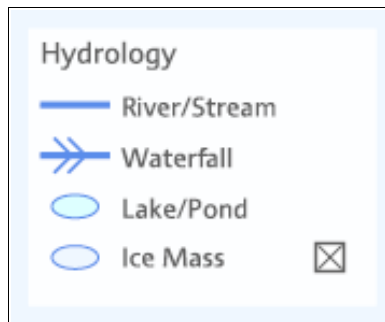 Hydrology
River/Stream
Waterfall
Lake/Pond
Ice Mass